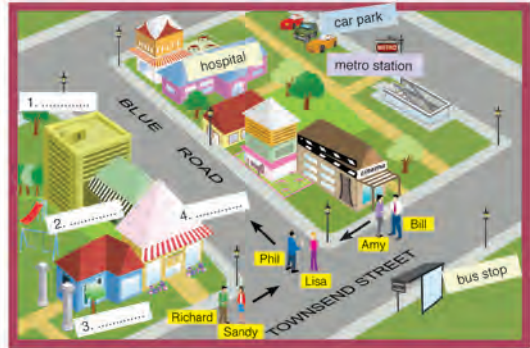 car park
METRO
hospital
metro station
1. ..............
BLUE ROAD
cinema
2. ..............
4. ..............
Bill
Amy
Phil
Lisa
TOWNSEND STREET
bus stop
3. ..............
Richard
Sandy